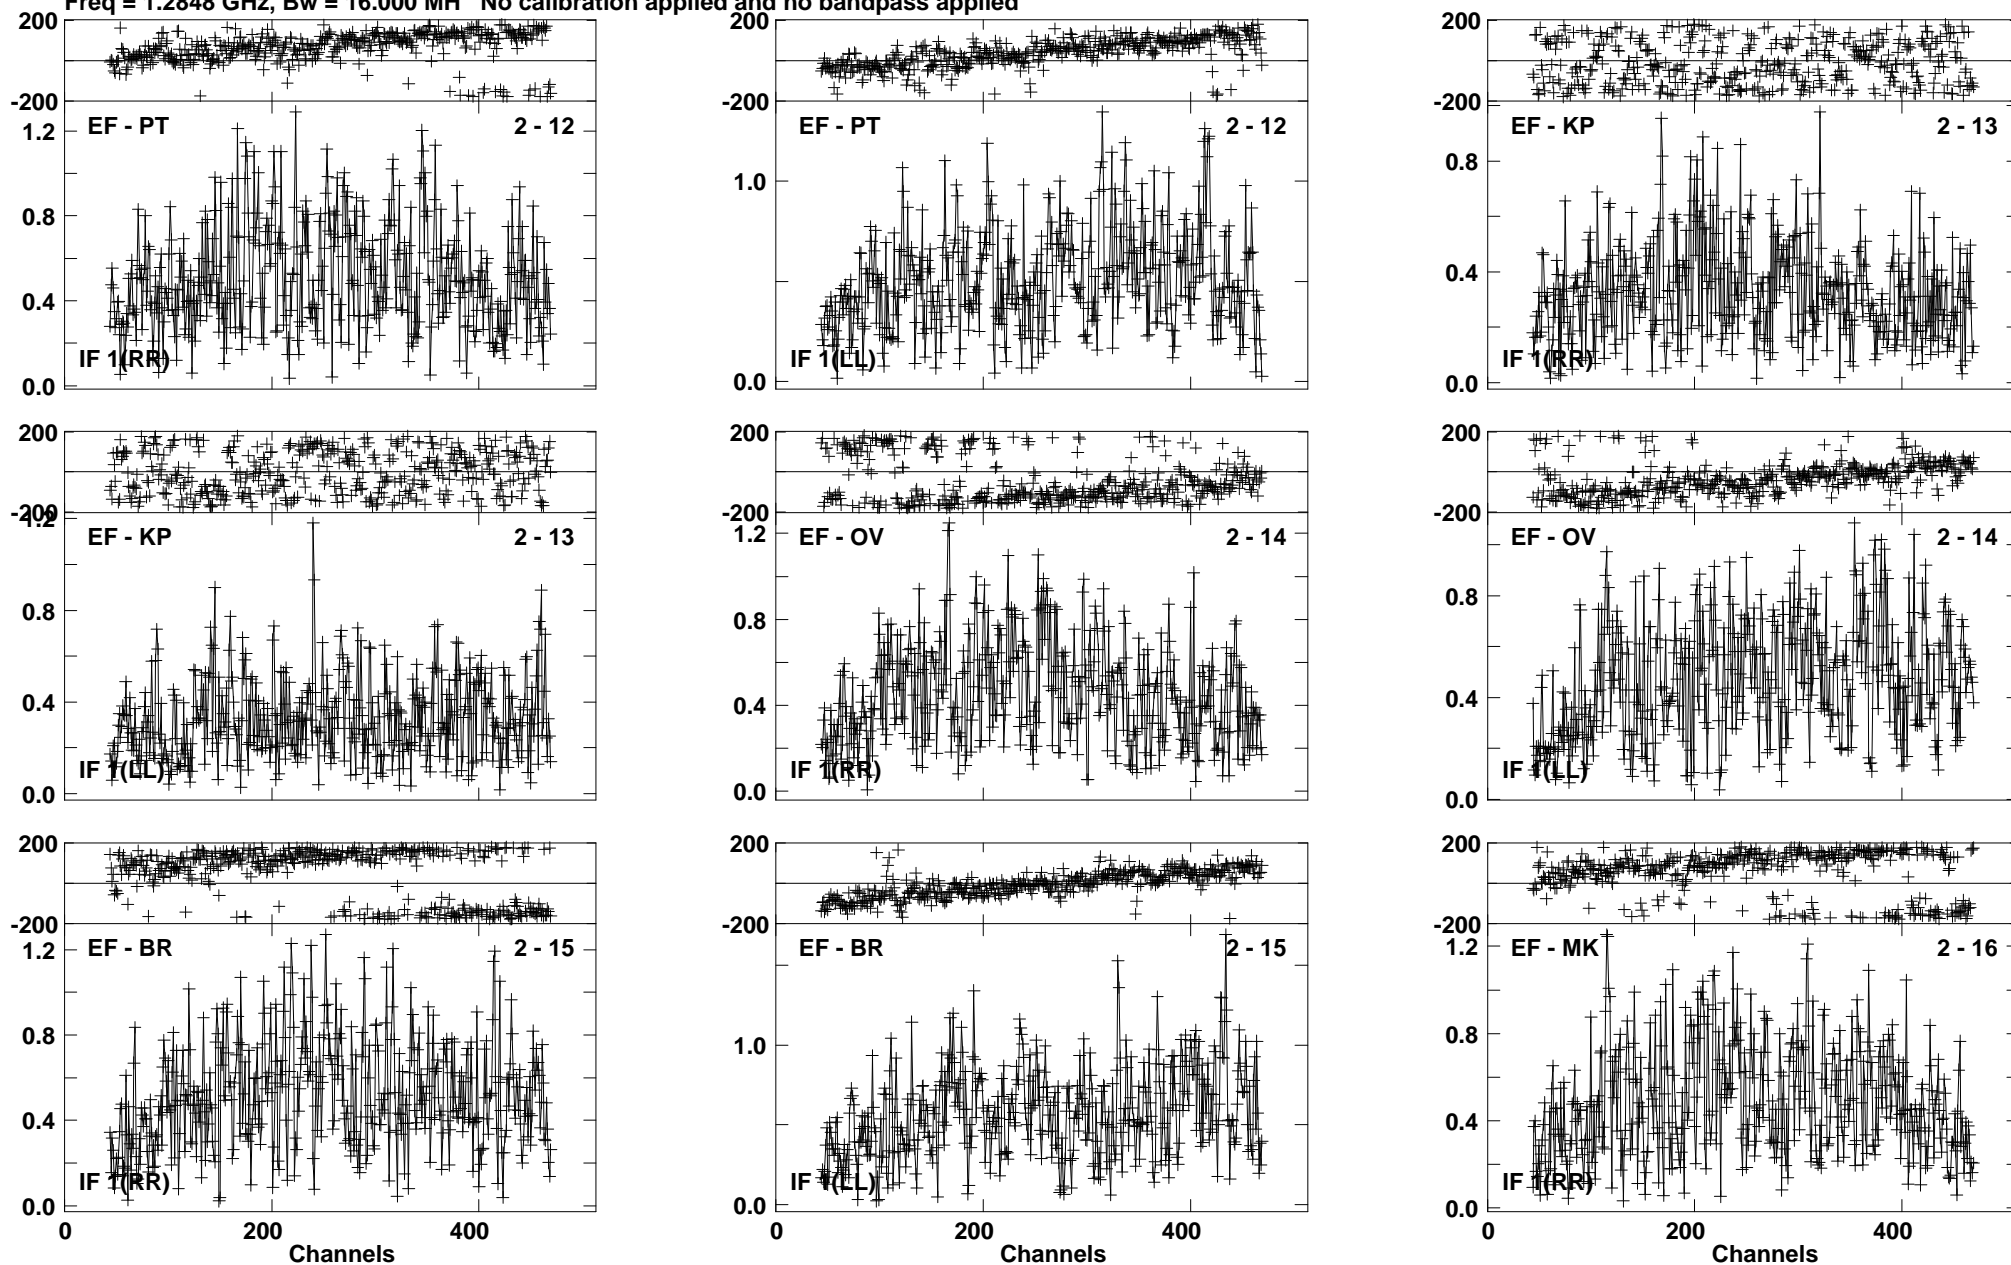 Freq = 1.2848 GHz, Bw = 16.000 MH No calibration applied and no bandpass applied
200 200 200
-200 -200 -200
EF - PT 2 - 12 EF - PT 2 - 12 EF - KP 2 - 13
1.2
1.0
0.8 0.8
0.4 0.4
IF 1(RR) IF 1(LL) IF 1(RR)
0.0 0.0 0.0
200 200 200
-200 -200 -200
1.2
EF - KP 2 - 13 EF - OV 2 - 14 EF - OV 2 - 14
1.2
0.8 0.8 0.8
0.4 0.4 0.4
IF 1(LL) IF 1(RR) IF 1(LL)
0.0 0.0 0.0
200 200 200
-200 -200 -200
EF - BR 2 - 15 EF - BR 2 - 15 EF - MK 2 - 16
1.2 1.2
1.0
0.8 0.8
0.4 0.4
IF 1(RR) IF 1(LL) IF 1(RR)
0.0 0.0 0.0
0 200 400 0 200 400 0 200 400
Channels Channels Channels